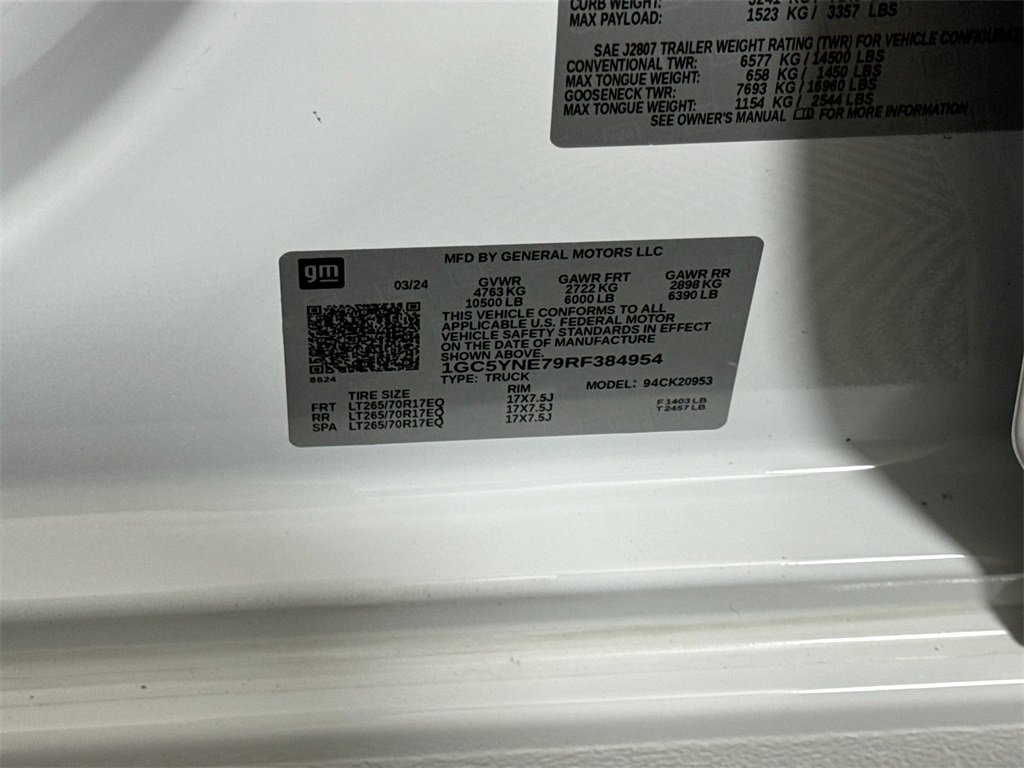 CURB WEIGHT:
MAX PAYLOAD: 1523 KG / 3357 LBS
SAE J2807 TRAILER WEIGHT RATING (TWR) FOR VEHICLE
CONVENTIONAL TWR: 6577 KG / 14500 LBS
MAX TONGUE WEIGHT: 658 KG / 1450 LBS
GOOSENECK TWR: 7693 KG / 16960 LBS
MAX TONGUE WEIGHT: 1154 KG / 2544 LBS
SEE OWNER'S MANUAL FOR MORE INFORMATION
gm
MFD BY GENERAL MOTORS LLC
03/24 GVWR GAWR FRT GAWR RR
4763 KG 2722 KG 2898 KG
10500 LB 6000 LB 6390 LB
THIS VEHICLE CONFORMS TO ALL
APPLICABLE U.S. FEDERAL MOTOR
VEHICLE SAFETY STANDARDS IN EFFECT
ON THE DATE OF MANUFACTURE
SHOWN ABOVE.
1GC5YNE79RF384954
8624 TYPE: TRUCK MODEL: 94CK20953
TIRE SIZE RIM
FRT LT265/70R17EQ 17X7.5J F 1403 LB
RR LT265/70R17EQ 17X7.5J T 2457 LB
SPA LT265/70R17EQ 17X7.5J